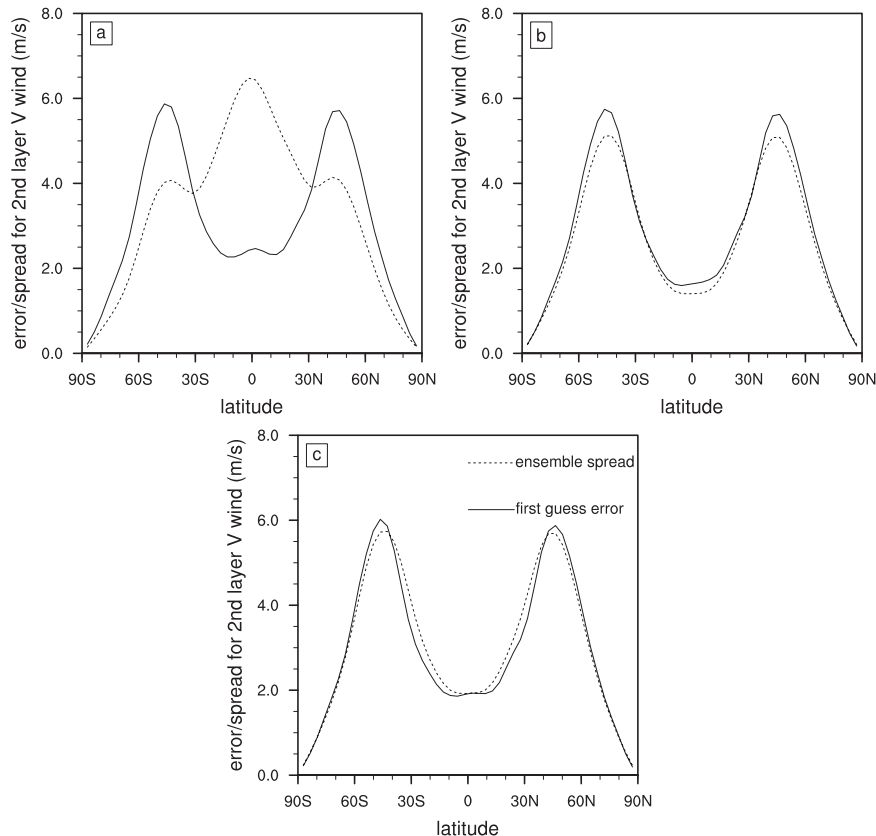 a
error/spread for 2nd layer V wind (m/s)
8.0
6.0
4.0
2.0
0.0
90S 60S 30S 0 30N 60N 90N
latitude
b
error/spread for 2nd layer V wind (m/s)
8.0
6.0
4.0
2.0
0.0
90S 60S 30S 0 30N 60N 90N
latitude
c
error/spread for 2nd layer V wind (m/s)
8.0
6.0
4.0
2.0
0.0
ensemble spread
first guess error
90S 60S 30S 0 30N 60N 90N
latitude